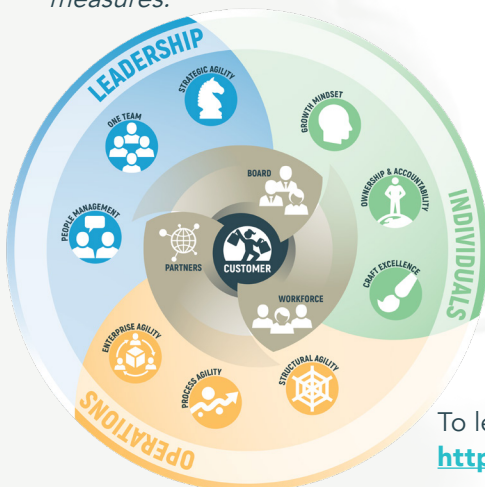 measures.
LEADERSHIP
STRATEGIC AGILITY
ONE TEAM
PEOPLE MANAGEMENT
GROWTH MINDSET
OWNERSHIP & ACCOUNTABILITY
CRAFT EXCELLENCE
INDIVIDUALS
BOARD
PARTNERS
CUSTOMER
WORKFORCE
ENTERPRISE AGILITY
PROCESS AGILITY
STRUCTURAL AGILITY
OPERATIONS
To le
http